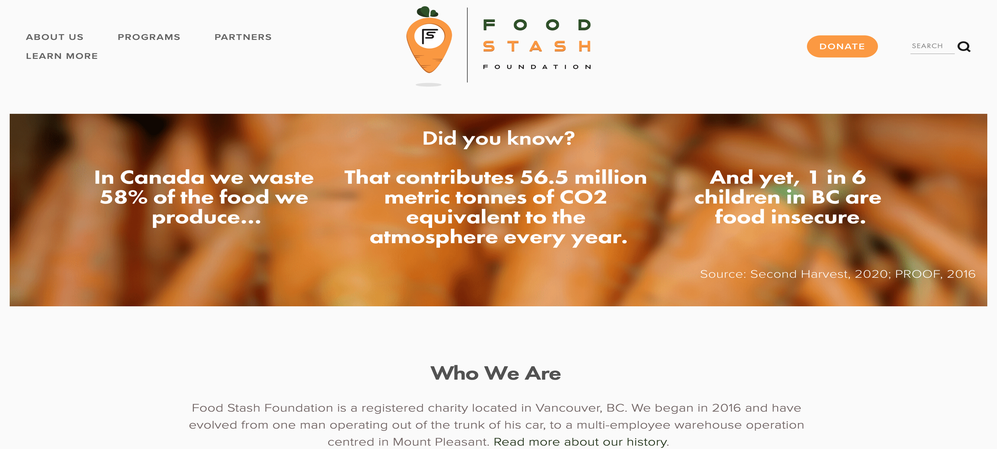 ABOUT US
PROGRAMS
PARTNERS
LEARN MORE
FS
FOOD
STASH
FOUNDATION
DONATE
SEARCH
Did you know?
In Canada we waste
58% of the food we
produce...
That contributes 56.5 million
metric tonnes of CO2
equivalent to the
atmosphere every year.
And yet, 1 in 6
children in BC are
food insecure.
Source: Second Harvest, 2020; PROOF, 2016
Who We Are
Food Stash Foundation is a registered charity located in Vancouver, BC. We began in 2016 and have
evolved from one man operating out of the trunk of his car, to a multi-employee warehouse operation
centred in Mount Pleasant. Read more about our history.